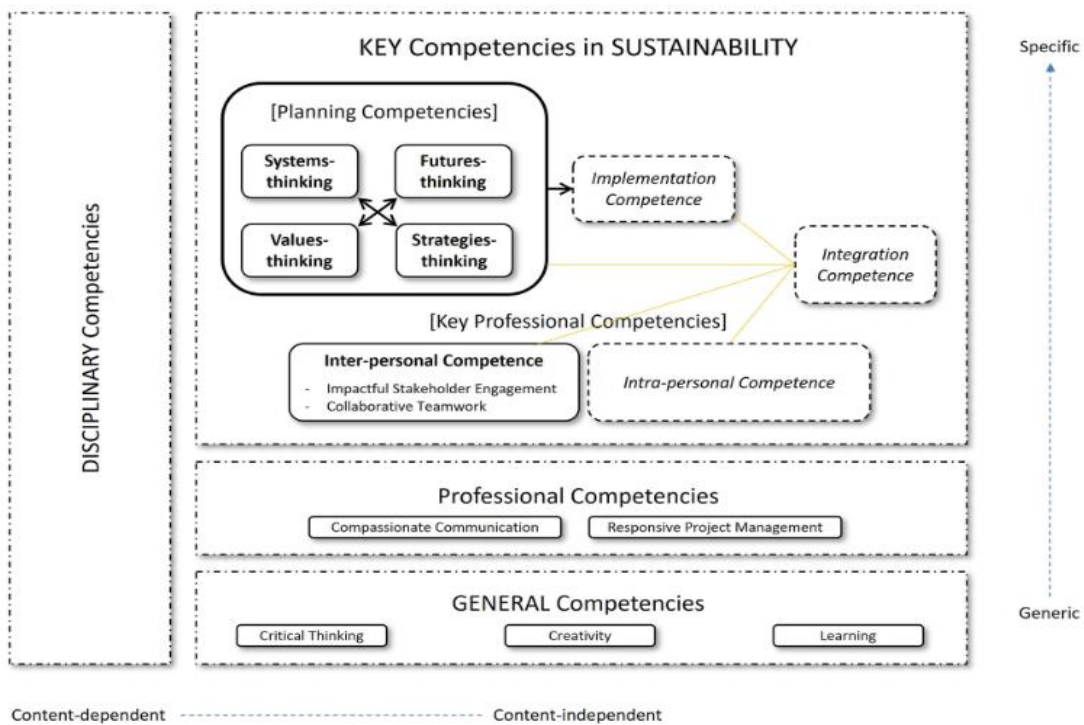 KEY Competencies in SUSTAINABILITY
Specific
[Planning Competencies]
Systems-
thinking
Futures-
thinking
Values-
thinking
Strategies-
thinking
Implementation
Competence
Integration
Competence
[Key Professional Competencies]
Inter-personal Competence
- Impactful Stakeholder Engagement
- Collaborative Teamwork
Intra-personal Competence
DISCIPLINARY Competencies
Professional Competencies
Compassionate Communication
Responsive Project Management
GENERAL Competencies
Critical Thinking
Creativity
Learning
Generic
Content-dependent
Content-independent